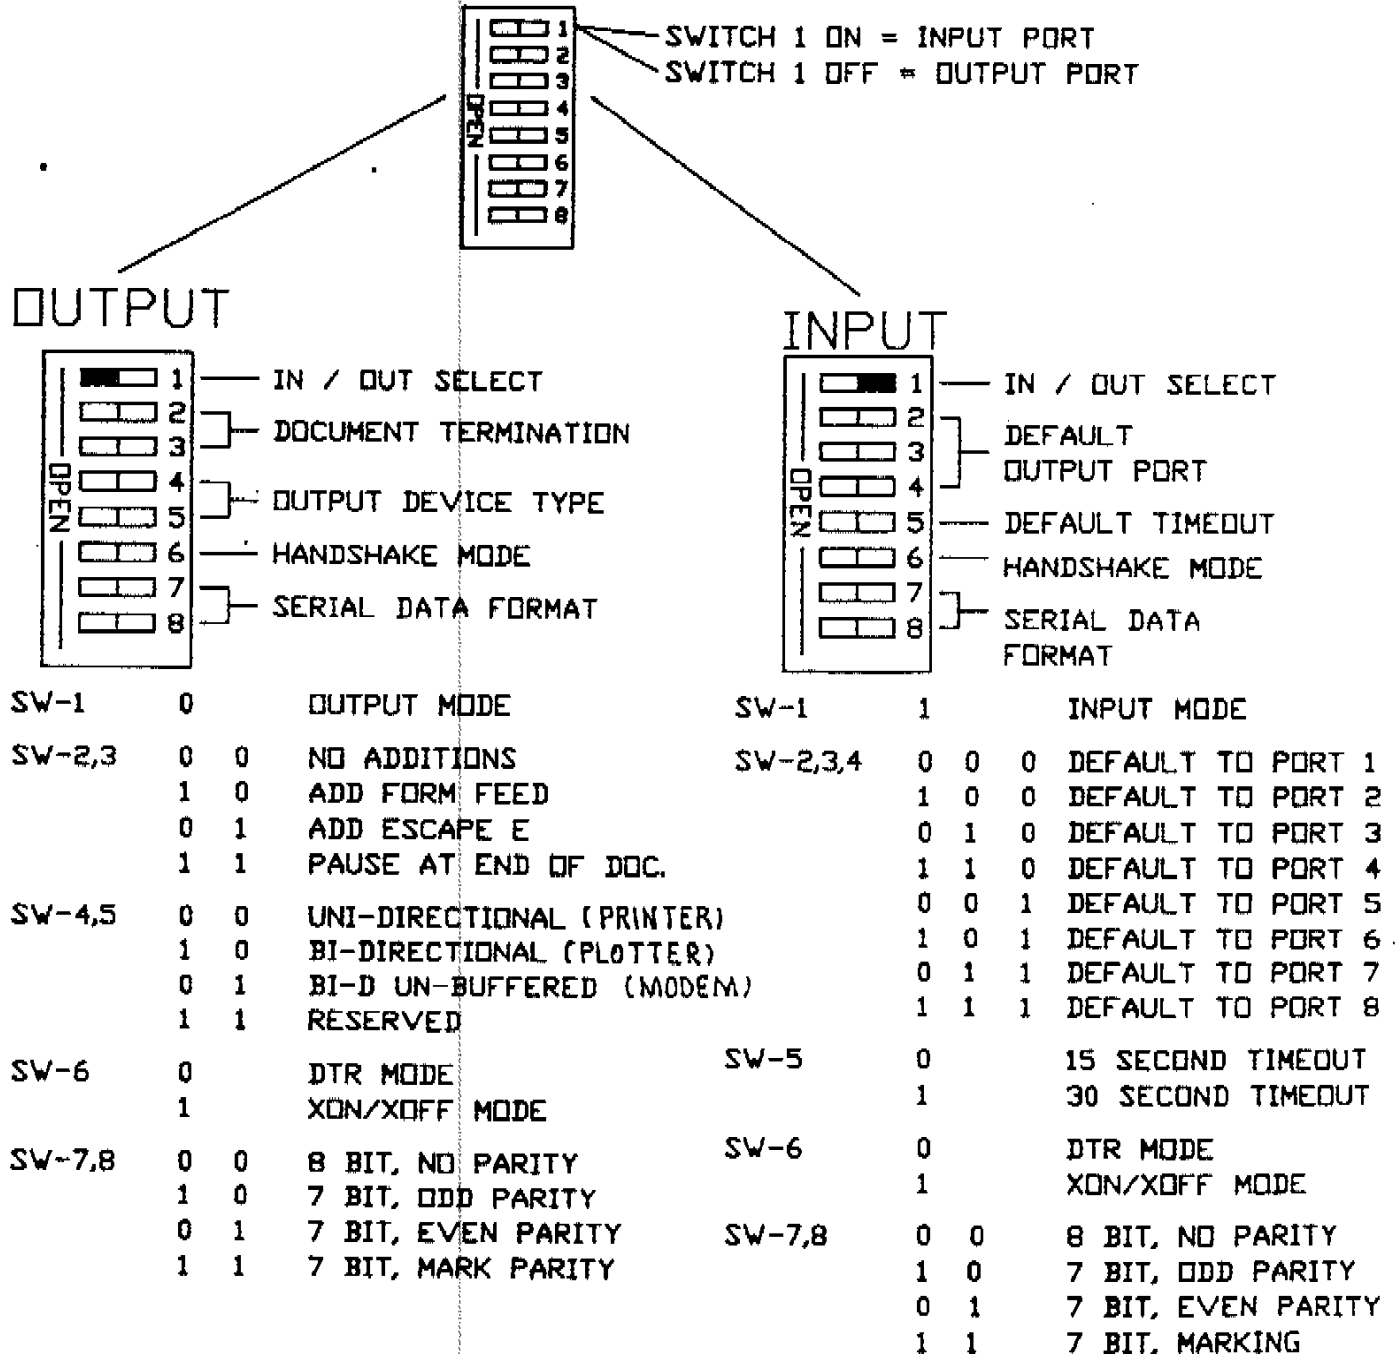 1 SWITCH 1 ON = INPUT PORT
2 SWITCH 1 OFF = OUTPUT PORT
3
4
5
6
7
8
OPEN
OUTPUT
1 IN / OUT SELECT
2
3 DOCUMENT TERMINATION
4
5 OUTPUT DEVICE TYPE
6 HANDSHAKE MODE
7
8 SERIAL DATA FORMAT
OPEN
SW-1 0 OUTPUT MODE
SW-2,3 0 0 NO ADDITIONS
1 0 ADD FORM FEED
0 1 ADD ESCAPE E
1 1 PAUSE AT END OF DOC.
SW-4,5 0 0 UNI-DIRECTIONAL (PRINTER)
1 0 BI-DIRECTIONAL (PLOTTER)
0 1 BI-D UN-BUFFERED (MODEM)
1 1 RESERVED
SW-6 0 DTR MODE
1 XON/XOFF MODE
SW-7,8 0 0 8 BIT, NO PARITY
1 0 7 BIT, ODD PARITY
0 1 7 BIT, EVEN PARITY
1 1 7 BIT, MARK PARITY
INPUT
1 IN / OUT SELECT
2 DEFAULT
3 OUTPUT PORT
4
5 DEFAULT TIMEOUT
6 HANDSHAKE MODE
7 SERIAL DATA
8 FORMAT
OPEN
SW-1 1 INPUT MODE
SW-2,3,4 0 0 0 DEFAULT TO PORT 1
1 0 0 DEFAULT TO PORT 2
0 1 0 DEFAULT TO PORT 3
1 1 0 DEFAULT TO PORT 4
0 0 1 DEFAULT TO PORT 5
1 0 1 DEFAULT TO PORT 6
0 1 1 DEFAULT TO PORT 7
1 1 1 DEFAULT TO PORT 8
SW-5 0 15 SECOND TIMEOUT
1 30 SECOND TIMEOUT
SW-6 0 DTR MODE
1 XON/XOFF MODE
SW-7,8 0 0 8 BIT, NO PARITY
1 0 7 BIT, ODD PARITY
0 1 7 BIT, EVEN PARITY
1 1 7 BIT, MARKING